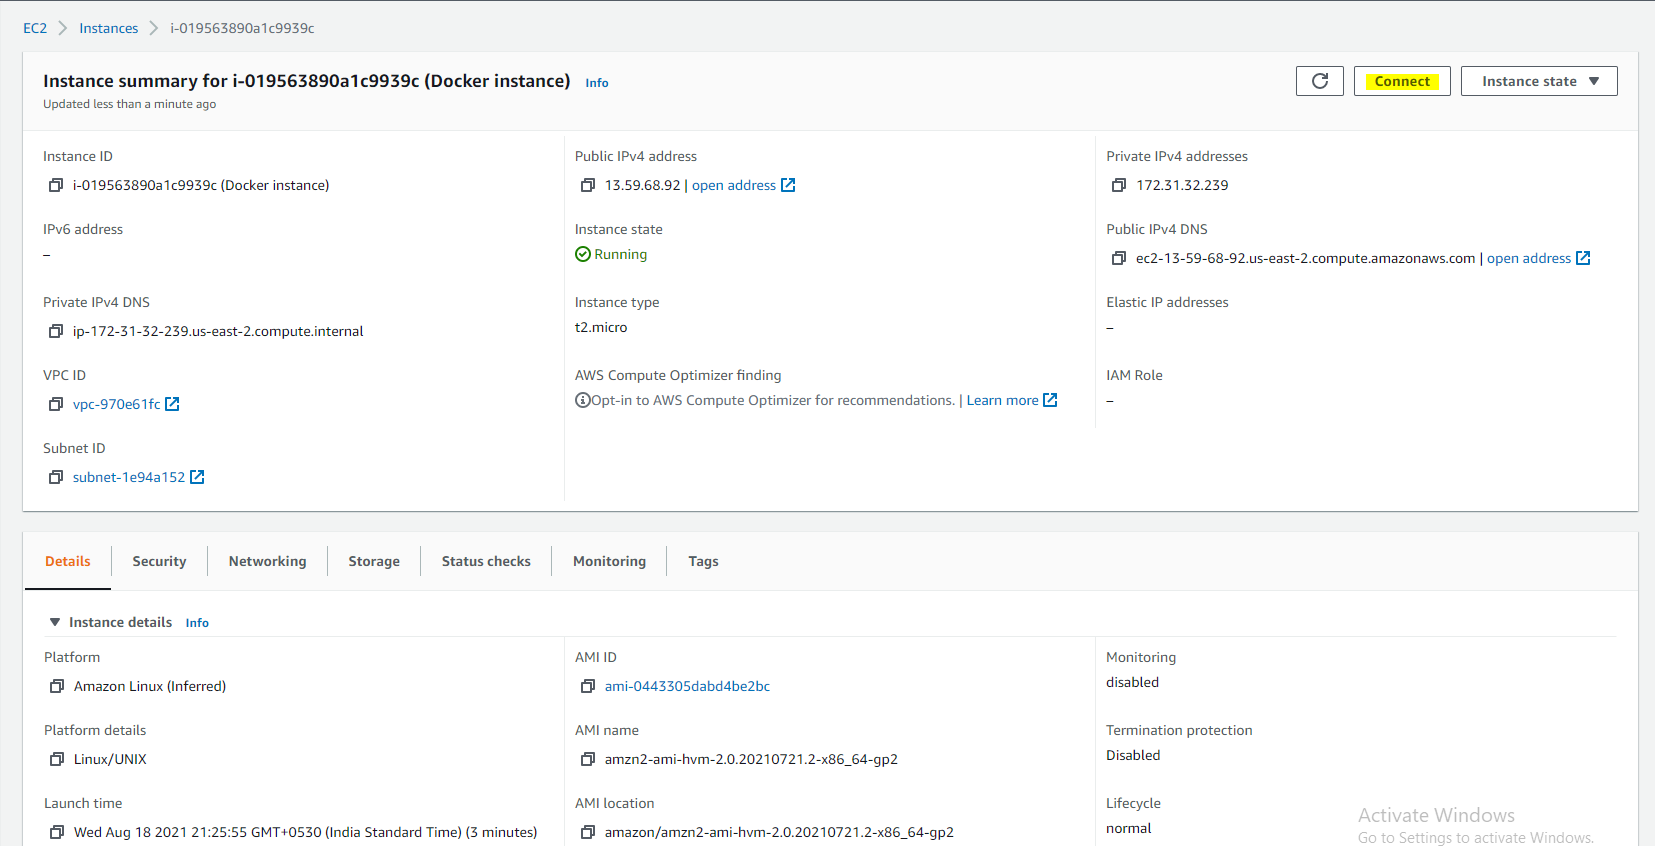 EC2 > Instances > i-019563890a1c9939c
Instance summary for i-019563890a1c9939c (Docker instance) Info
Updated less than a minute ago
Connect
Instance state
Instance ID
i-019563890a1c9939c (Docker instance)
Public IPv4 address
13.59.68.92 | open address
Private IPv4 addresses
172.31.32.239
IPv6 address
–
Instance state
Running
Public IPv4 DNS
ec2-13-59-68-92.us-east-2.compute.amazonaws.com | open address
Private IPv4 DNS
ip-172-31-32-239.us-east-2.compute.internal
Instance type
t2.micro
Elastic IP addresses
–
VPC ID
vpc-970e61fc
AWS Compute Optimizer finding
Opt-in to AWS Compute Optimizer for recommendations. | Learn more
IAM Role
–
Subnet ID
subnet-1e94a152
Details Security Networking Storage Status checks Monitoring Tags
Instance details Info
Platform
Amazon Linux (Inferred)
AMI ID
ami-0443305dabd4be2bc
Monitoring
disabled
Platform details
Linux/UNIX
AMI name
amzn2-ami-hvm-2.0.20210721.2-x86_64-gp2
Termination protection
Disabled
Launch time
Wed Aug 18 2021 21:25:55 GMT+0530 (India Standard Time) (3 minutes)
AMI location
amazon/amzn2-ami-hvm-2.0.20210721.2-x86_64-gp2
Lifecycle
normal
Activate Windows
Go to Settings to activate Windows.